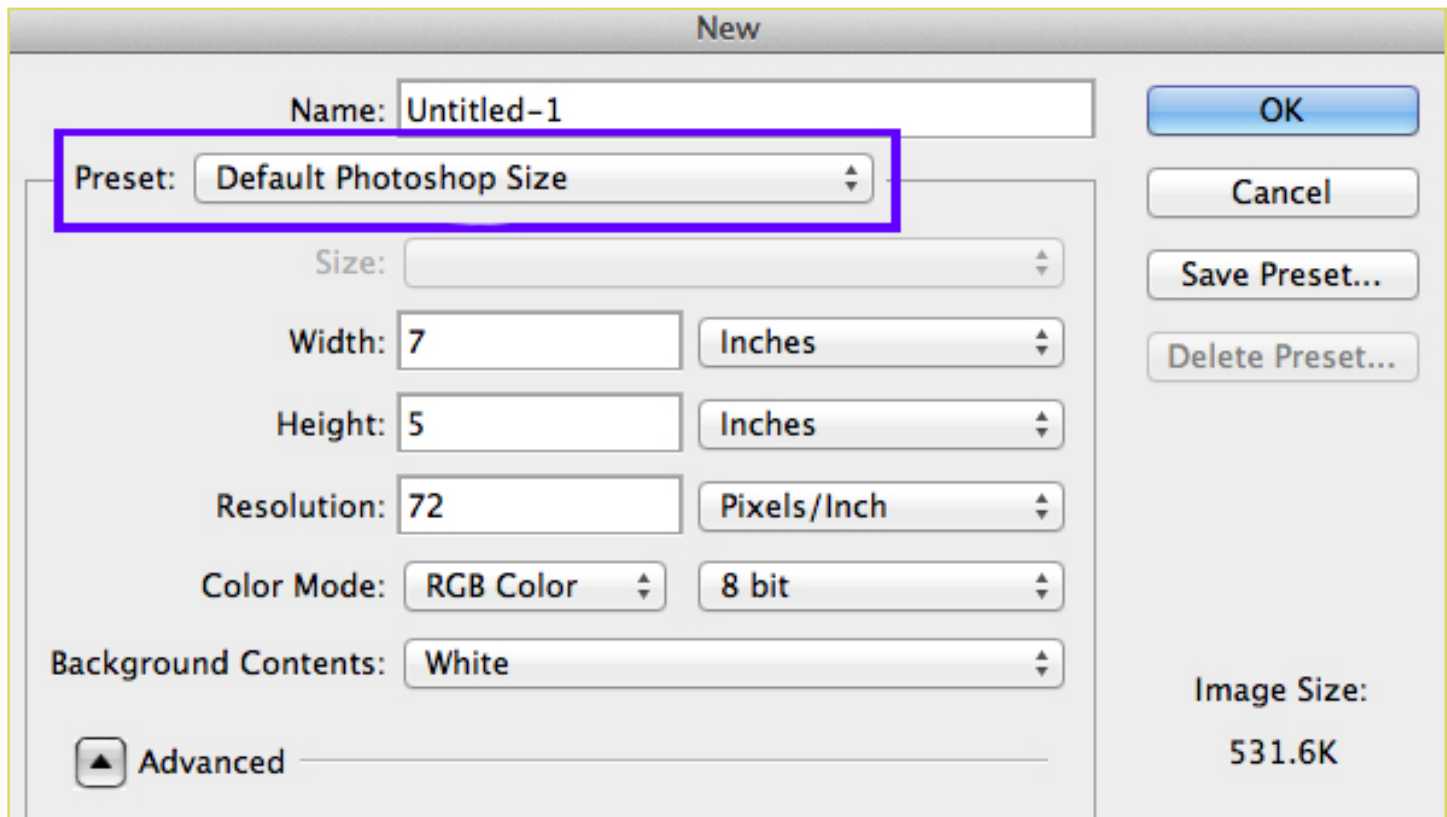 New
Name: Untitled-1
OK
Preset: Default Photoshop Size
Cancel
Size:
Save Preset...
Width: 7 Inches
Delete Preset...
Height: 5 Inches
Resolution: 72 Pixels/Inch
Color Mode: RGB Color 8 bit
Background Contents: White
Image Size:
531.6K
Advanced